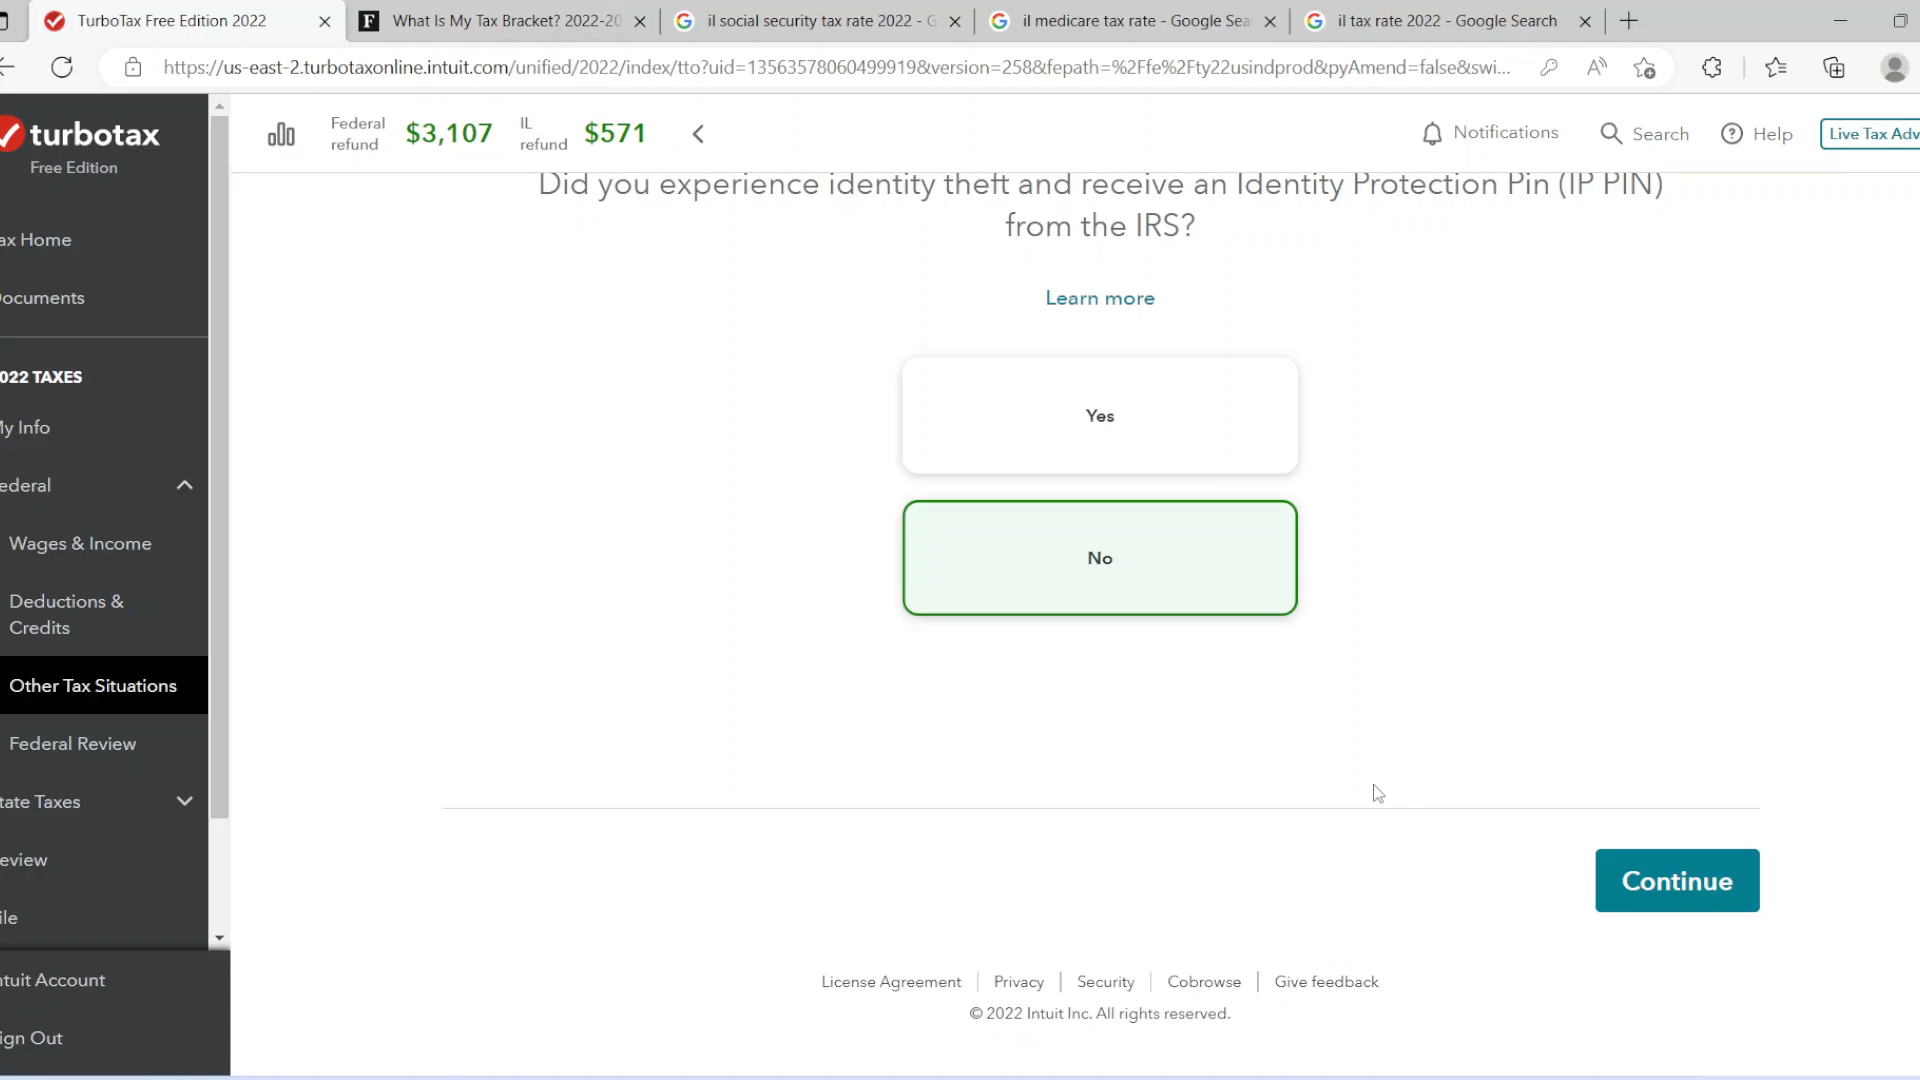 TurboTax Free Edition 2022
What Is My Tax Bracket? 2022-20
il social security tax rate 2022 - G
il medicare tax rate - Google Sea
il tax rate 2022 - Google Search
https://us-east-2.turbotaxonline.intuit.com/unified/2022/index/tto?uid=13563578060499919&version=258&fepath=%2Ffe%2Fty22usindprod&pyAmend=false&swi...
turbotax
Free Edition
Federal
refund
$3,107
IL
refund
$571
Notifications
Search
Help
Live Tax Adv
ax Home
ocuments
022 TAXES
y Info
ederal
Wages & Income
Deductions &
Credits
Other Tax Situations
Federal Review
tate Taxes
eview
ile
ntuit Account
ign Out
Did you experience identity theft and receive an Identity Protection Pin (IP PIN)
from the IRS?
Learn more
Yes
No
Continue
License Agreement
Privacy
Security
Cobrowse
Give feedback
© 2022 Intuit Inc. All rights reserved.